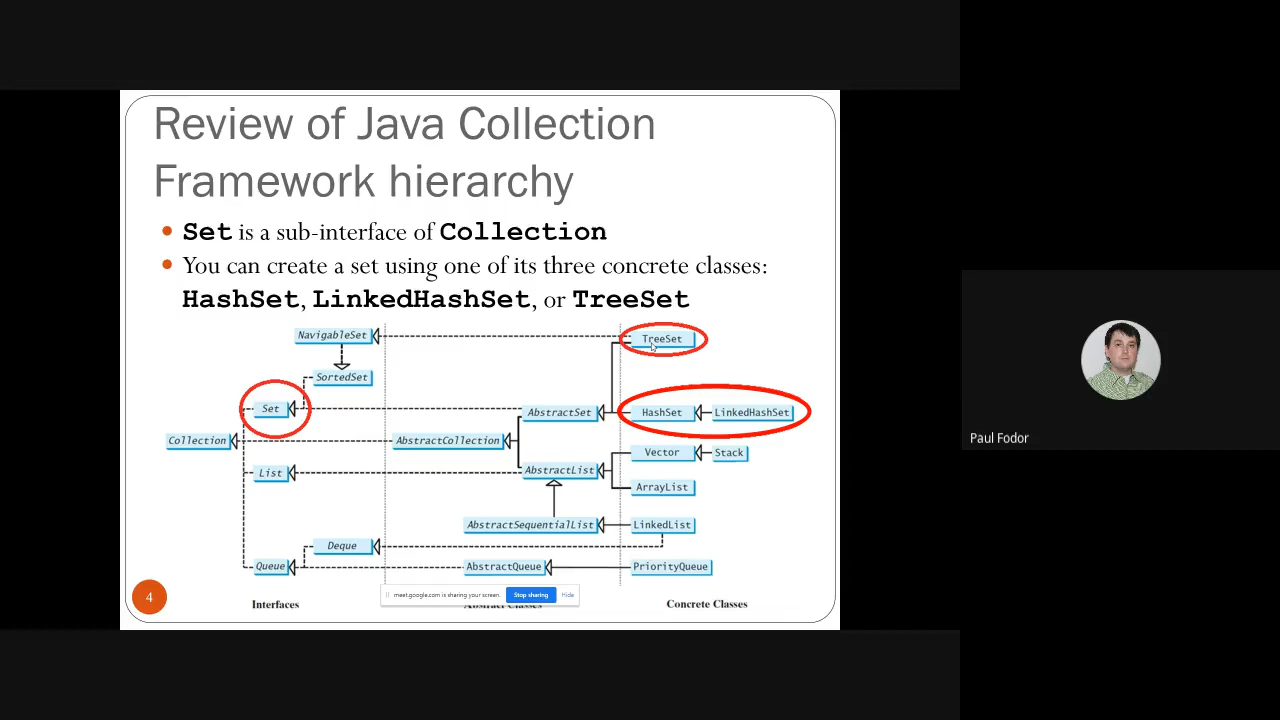 Review of Java Collection
Framework hierarchy
Set is a sub-interface of Collection
You can create a set using one of its three concrete classes:
HashSet, LinkedHashSet, or TreeSet
NavigableSet
TreeSet
SortedSet
Set
AbstractSet
HashSet
LinkedHashSet
Collection
AbstractCollection
Vector
Stack
List
AbstractList
ArrayList
AbstractSequentialList
LinkedList
Deque
Queue
AbstractQueue
PriorityQueue
4
Interfaces
meet.google.com is sharing your screen.
Stop sharing
Hide
Abstract Classes
Concrete Classes
Paul Fodor